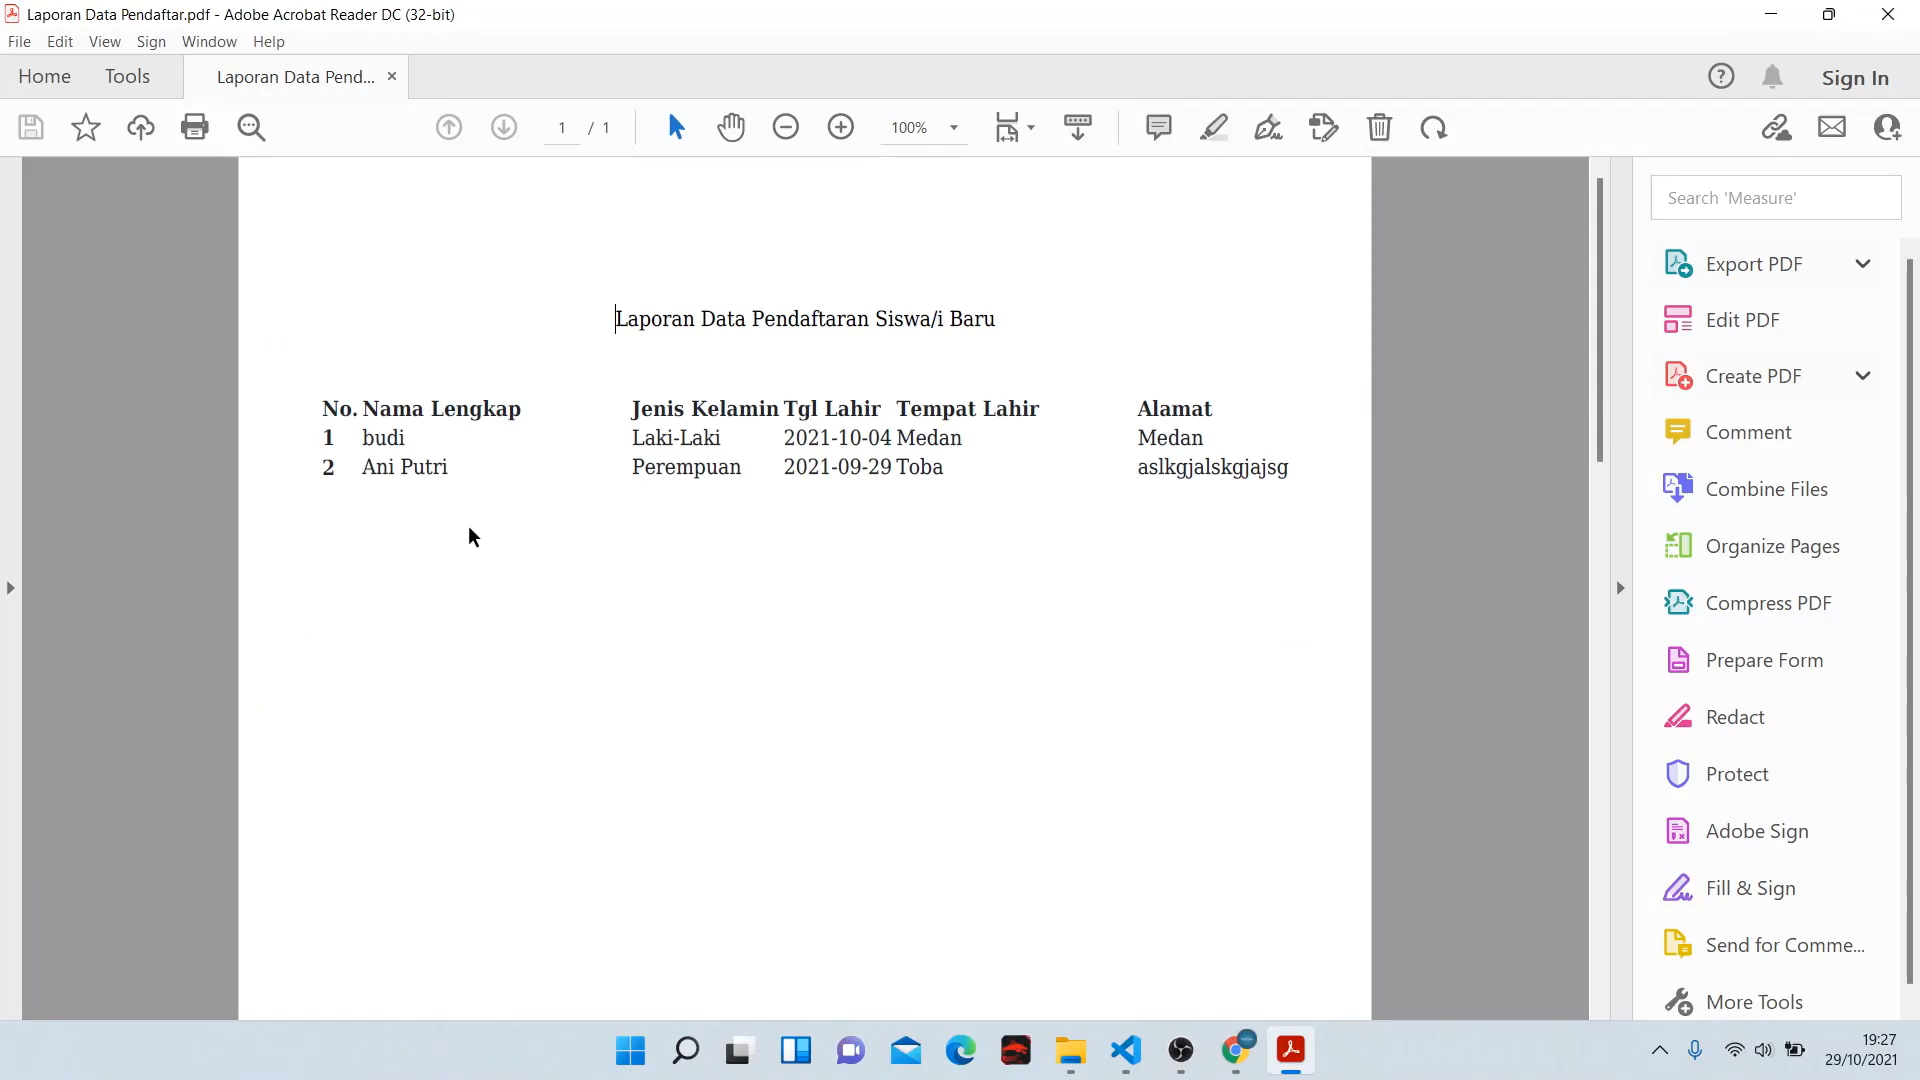 Laporan Data Pendaftar.pdf - Adobe Acrobat Reader DC (32-bit)
File Edit View Sign Window Help
Home Tools Laporan Data Pend... Sign In
1 / 1 100%
Search 'Measure'
Export PDF
Edit PDF
Create PDF
Comment
Combine Files
Organize Pages
Compress PDF
Prepare Form
Redact
Protect
Adobe Sign
Fill & Sign
Send for Comme...
More Tools
Laporan Data Pendaftaran Siswa/i Baru
No. Nama Lengkap Jenis Kelamin Tgl Lahir Tempat Lahir Alamat
1 budi Laki-Laki 2021-10-04 Medan Medan
2 Ani Putri Perempuan 2021-09-29 Toba aslkgjalskgjajsg
19:27
29/10/2021